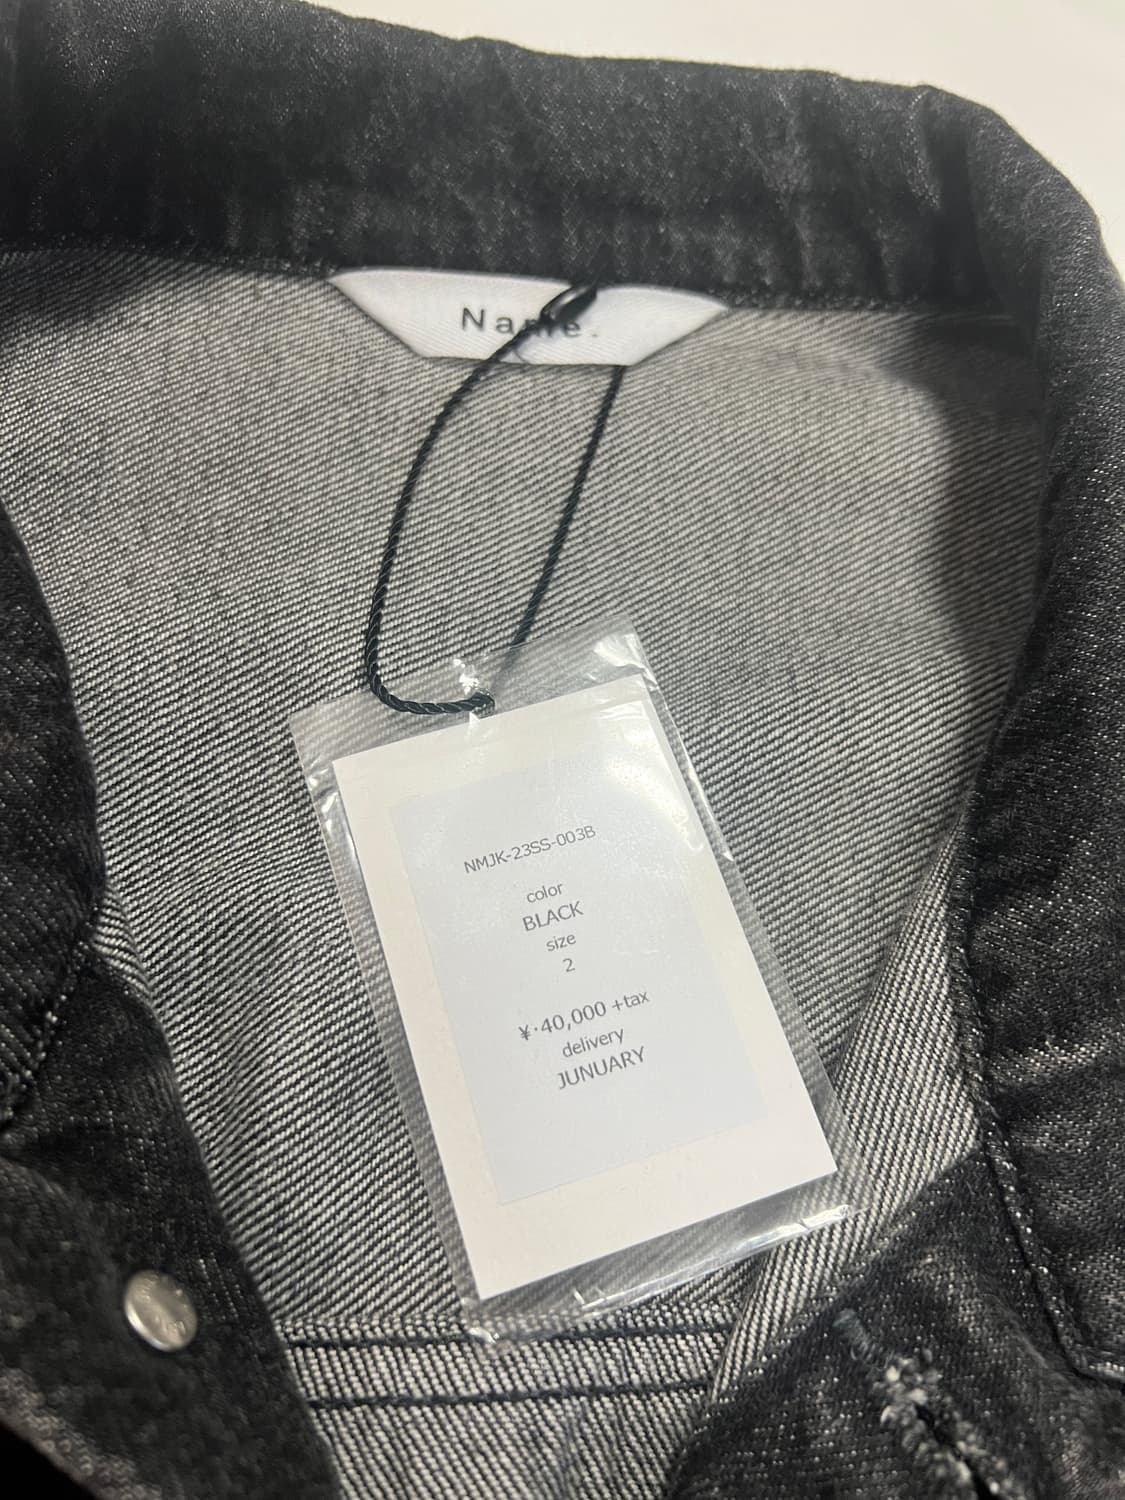 Name.
NMJK-23SS-003B
color
BLACK
size
2
¥·40,000 +tax
delivery
JUNUARY